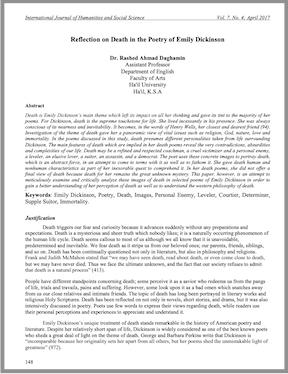 International Journal of Humanities and Social Science Vol. 7, No. 4; April 2017
Reflection on Death in the Poetry of Emily Dickinson
Dr. Rashed Ahmad Daghamin
Assistant Professor
Department of English
Faculty of Arts
Ha'il University
Ha'il, K.S.A
Abstract
Death is Emily Dickinson's main theme which left its impact on all her thinking and gave its tint to the majority of her
poems. For Dickinson, death is the supreme touchstone for life. She lived incessantly in his presence. She was always
conscious of its nearness and inevitability. It becomes, in the words of Henry Wells, her closest and dearest friend (94).
Investigation of the theme of death gave her a panoramic view of vital issues such as religion, God, nature, love and
immortality. In the poems discussed in this study, death presumes different personalities taken from life surrounding
Dickinson. The main features of death which are implied in her death poems reveal the very contradictions, absurdities
and complexities of our life. Death may be a refined and respected coachman, a cruel victimizer and a personal enemy,
a leveler, an elusive lover, a suitor, an assassin, and a democrat. The poet uses these concrete images to portray death,
which is an abstract force, in an attempt to come to terms with it as well as to fathom it. She gave death human and
nonhuman characteristics as part of her inexorable quest to comprehend it. In her death poems, she did not offer a
final view of death because death for her remains the great unknown mystery. This paper, however, is an attempt to
meticulously examine and critically analyze these images of death in selected poems of Emily Dickinson in order to
gain a better understanding of her perception of death as well as to understand the western philosophy of death.
Keywords: Emily Dickinson, Poetry, Death, Images, Personal Enemy, Leveler, Courtier, Determiner,
Supple Suitor, Immortality.
Justification
Death triggers our fear and curiosity because it advances suddenly without any preparations and
expectations. Death is a mysterious and sheer truth which nobody likes; it is a naturally occurring phenomenon of
the human life cycle. Death seems callous to most of us although we all know that it is unavoidable,
predetermined and inevitable. We fear death as it strips us from our beloved ones; our parents, friends, siblings,
and so on. Death has been continually questioned not only in literature, but also in philosophy and religions.
Frank and Judith McMahon stated that "we may have seen death, read about death, or even come close to death,
but we may have never died. Thus we face the ultimate unknown, and the fact that our society refuses to admit
that death is a natural process" (413).
People have different standpoints concerning death; some perceive it as a savior who redeems us from the pangs
of life, trials and travails, pains and suffering. However, some look upon it as a bad omen which snatches away
from us our close relatives and intimate friends. The topic of death has been portrayed in literary works and
religious Holy Scriptures. Death has been reflected on not only in novels, short stories, and drama, but it was also
intensively discussed in poetry. Poets use few words to express their views regarding death, while readers use
their personal perceptions and experiences to appreciate and understand it.
Emily Dickinson's unique treatment of death stands remarkable in the history of American poetry and
literature. Despite her relatively short span of life, Dickinson is widely considered as one of the best known poets
who sheds a great deal of light on the theme of death. George and Barbara Perkins write that Dickinson is
"incomparable because her originality sets her apart from all others, but her poems shed the unmistakable light of
greatness" (972).
148